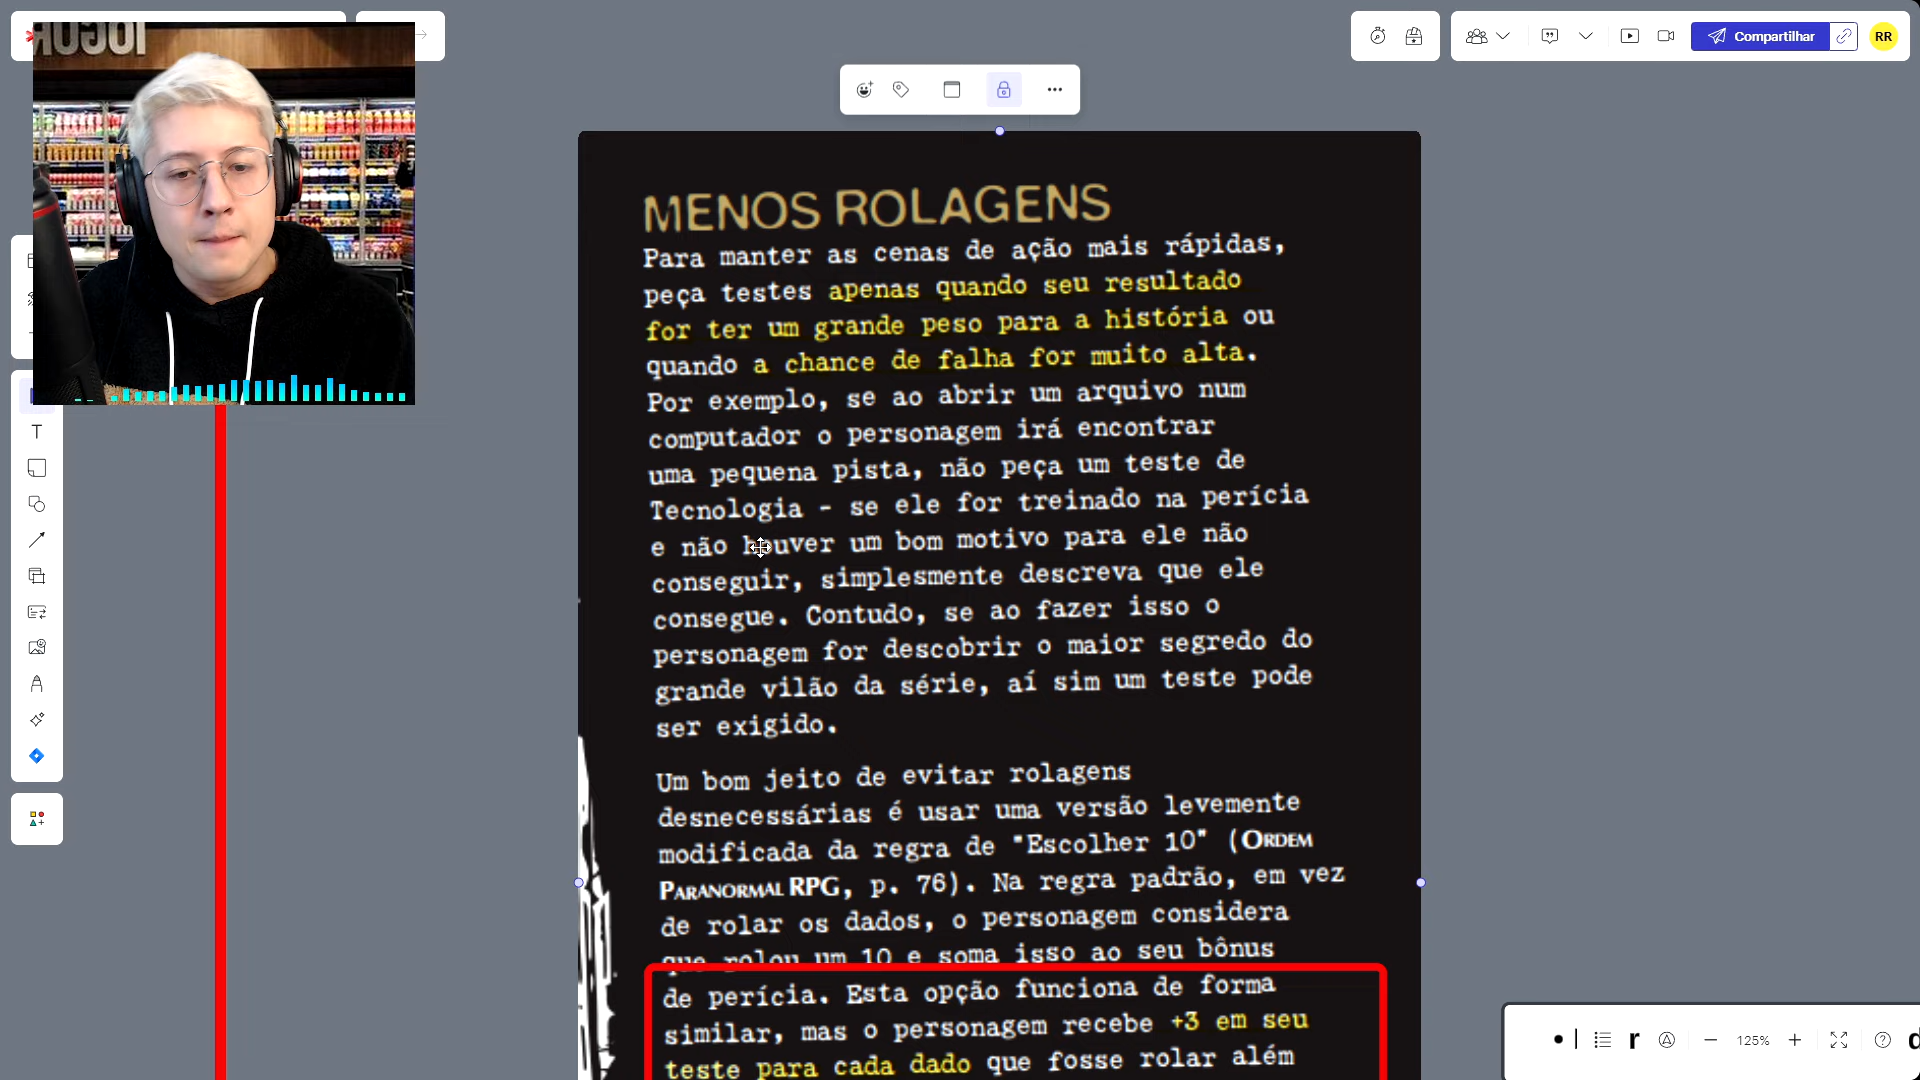 JOGUR
Compartilhar
RR
MENOS ROLAGENS
Para manter as cenas de ação mais rápidas,
peça testes apenas quando seu resultado
for ter um grande peso para a história ou
quando a chance de falha for muito alta.
Por exemplo, se ao abrir um arquivo num
computador o personagem irá encontrar
uma pequena pista, não peça um teste de
Tecnologia - se ele for treinado na perícia
e não houver um bom motivo para ele não
conseguir, simplesmente descreva que ele
consegue. Contudo, se ao fazer isso o
personagem for descobrir o maior segredo do
grande vilão da série, aí sim um teste pode
ser exigido.
Um bom jeito de evitar rolagens
desnecessárias é usar uma versão levemente
modificada da regra de "Escolher 10" (ORDEM
PARANORMAL RPG, p. 76). Na regra padrão, em vez
de rolar os dados, o personagem considera
que rolou um 10 e soma isso ao seu bônus
de perícia. Esta opção funciona de forma
similar, mas o personagem recebe +3 em seu
teste para cada dado que fosse rolar além
r
125%